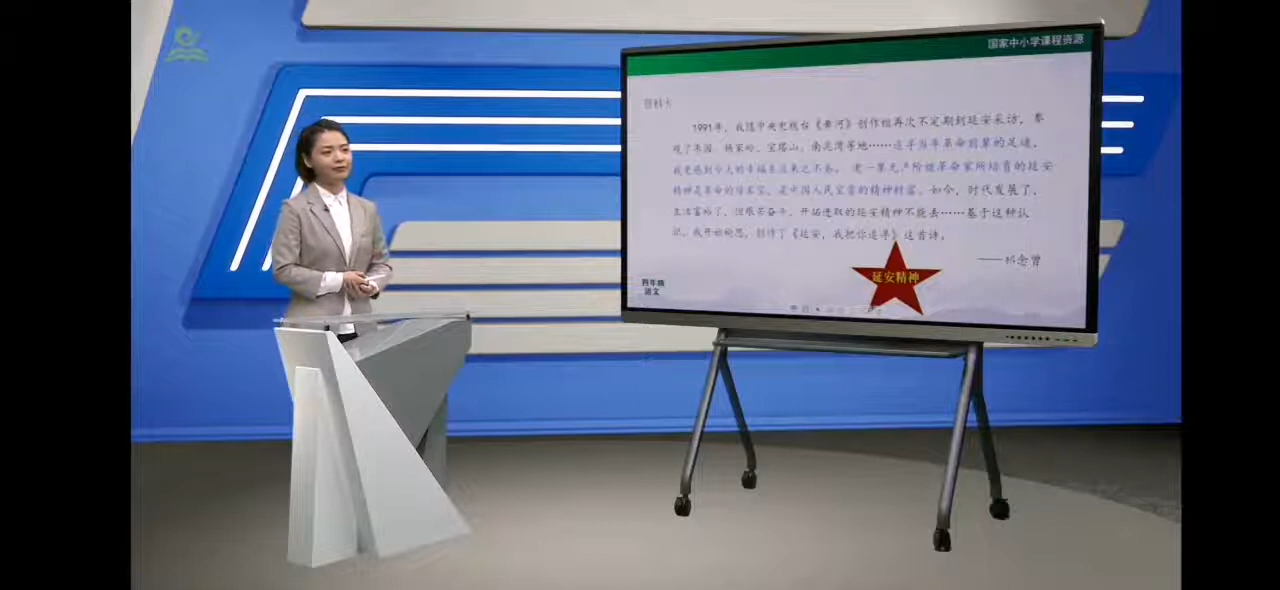 国家中小学课程资源
资料卡
1991年，我随中央电视台《黄河》创作组再次不定期到延安采访，参
观了枣园、杨家岭、宝塔山、南泥湾等地……追寻当年革命前辈的足迹，
我更感到今天的幸福生活来之不易。老一辈无产阶级革命家所培育的延安
精神是革命的传家宝，是中国人民宝贵的精神财富。如今，时代发展了，
生活富裕了，但艰苦奋斗、开拓进取的延安精神不能丢……基于这种认
识，我开始构思，创作了《延安，我把你追寻》这首诗。
——祁念曾
延安精神
四年级
语文